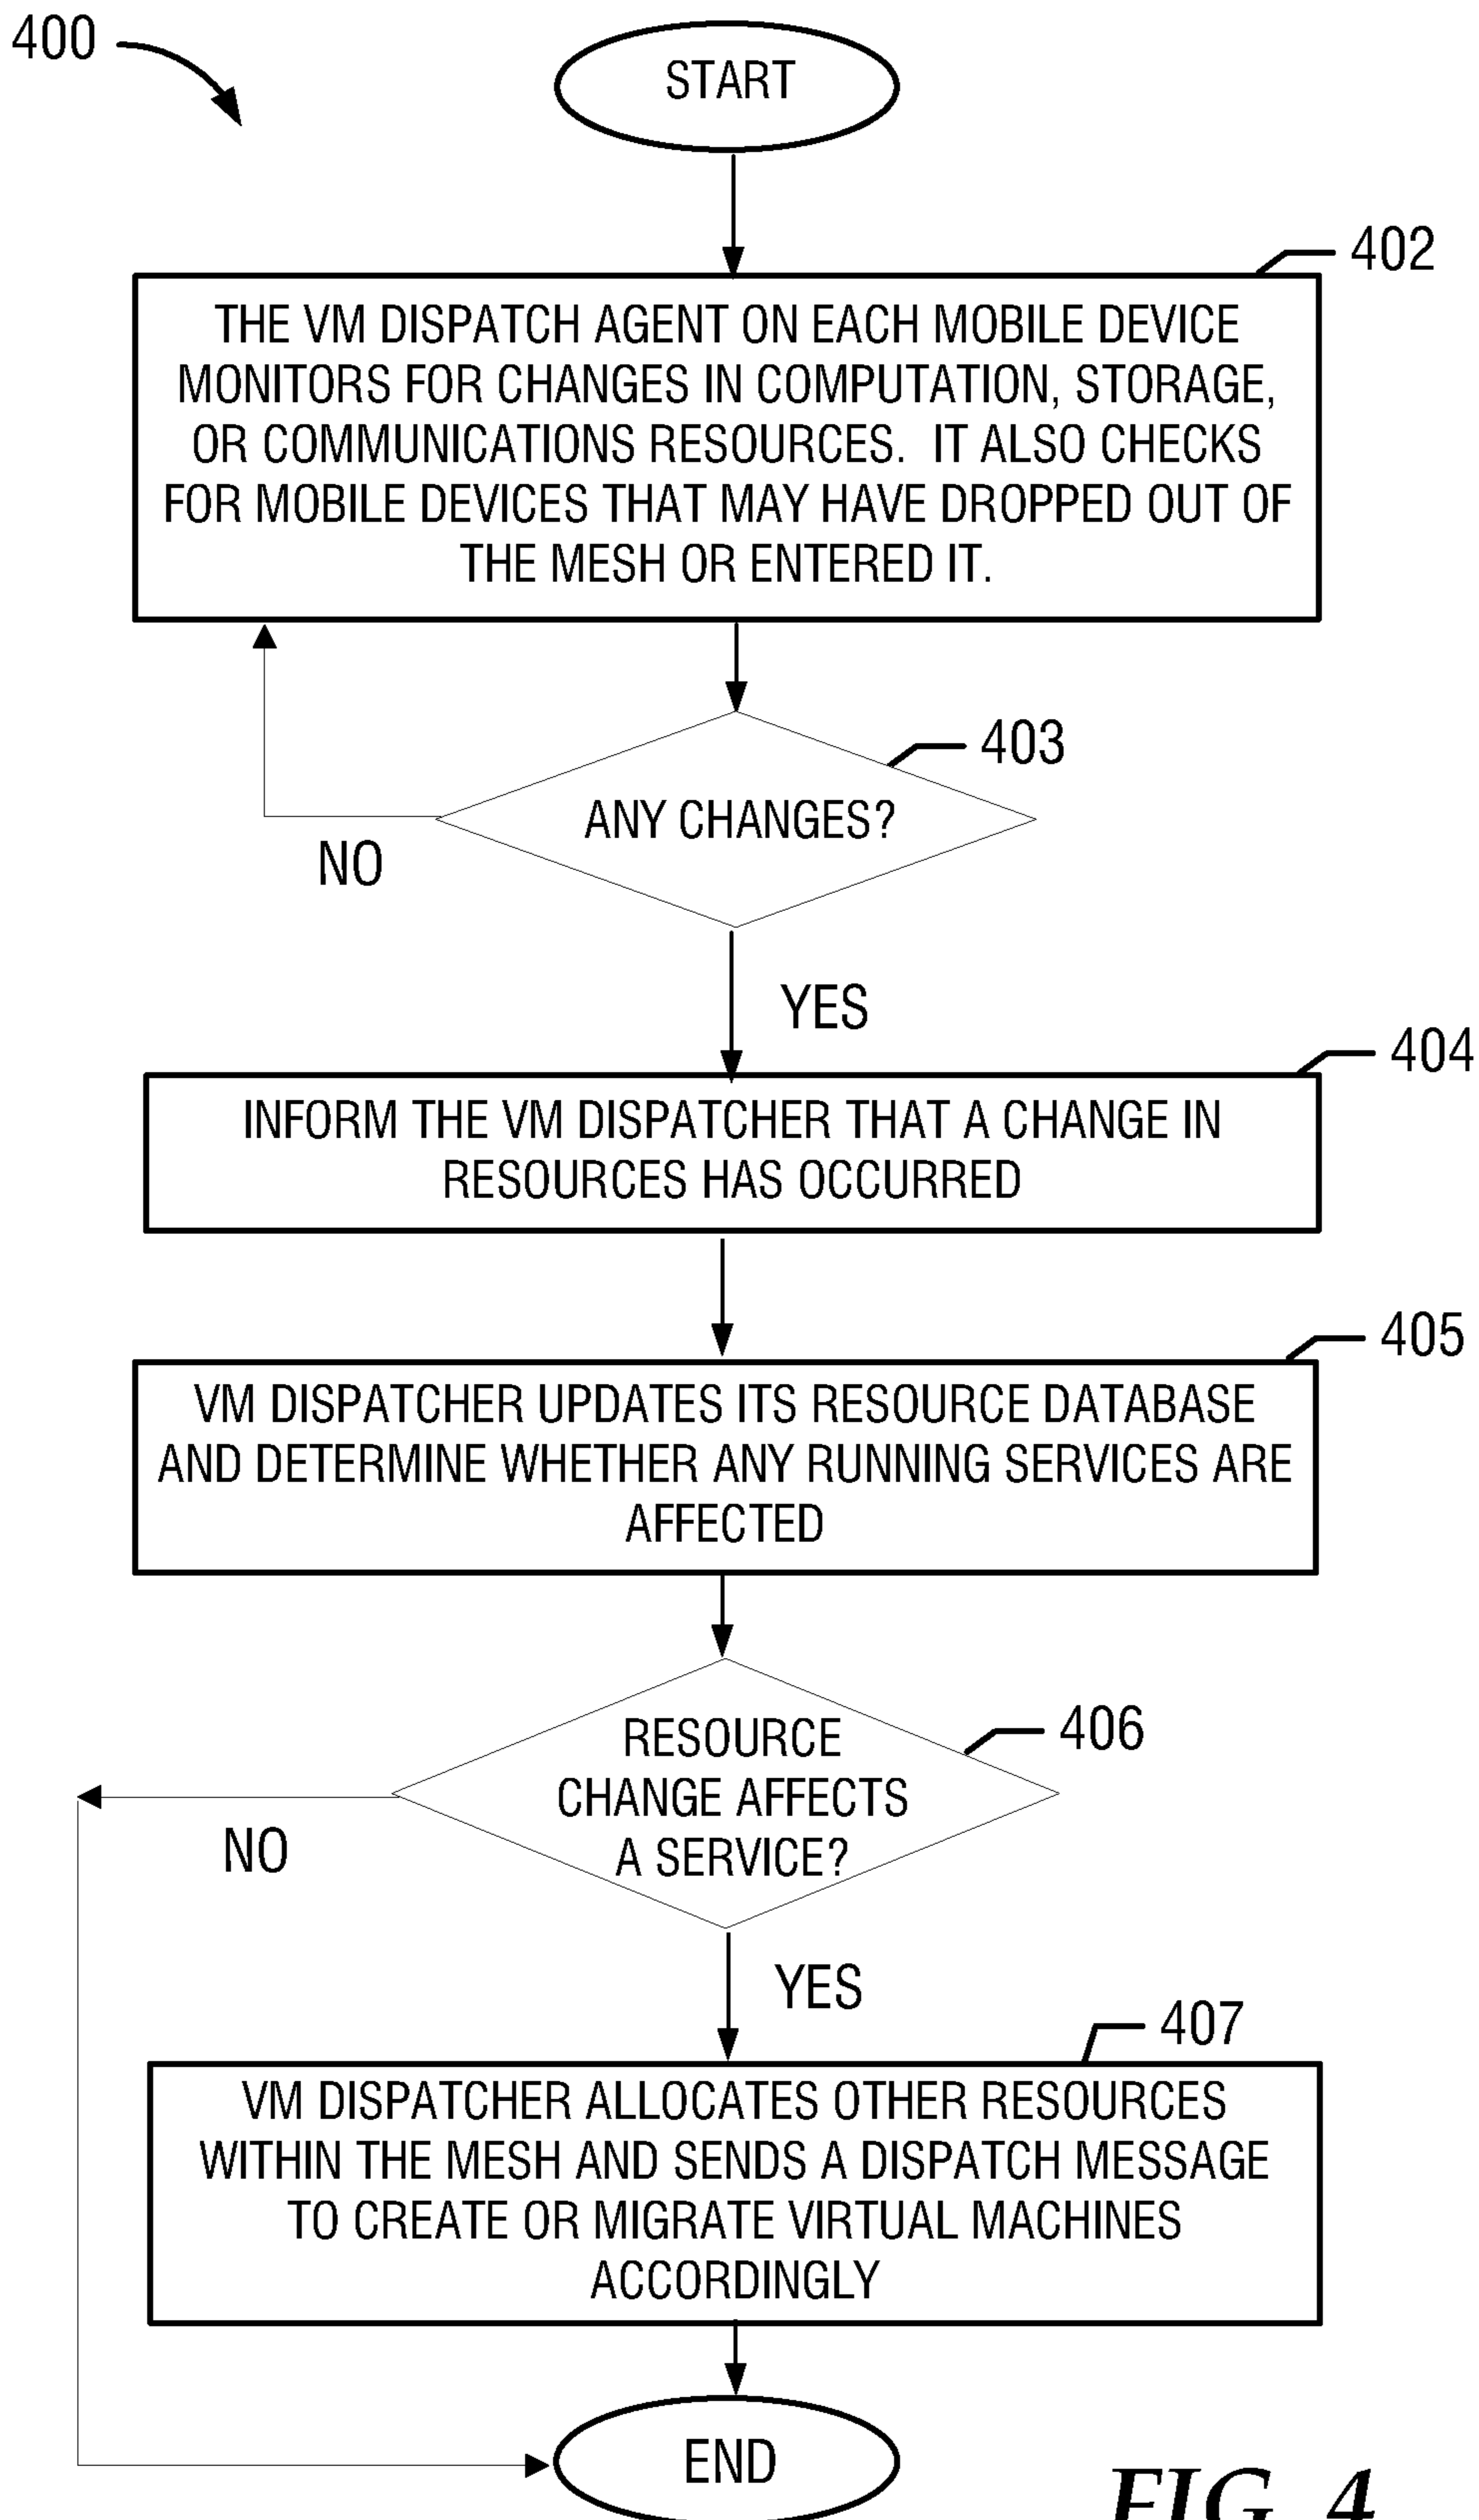 400
START
402
THE VM DISPATCH AGENT ON EACH MOBILE DEVICE
MONITORS FOR CHANGES IN COMPUTATION, STORAGE,
OR COMMUNICATIONS RESOURCES. IT ALSO CHECKS
FOR MOBILE DEVICES THAT MAY HAVE DROPPED OUT OF
THE MESH OR ENTERED IT.
403
ANY CHANGES?
NO
YES
404
INFORM THE VM DISPATCHER THAT A CHANGE IN
RESOURCES HAS OCCURRED
405
VM DISPATCHER UPDATES ITS RESOURCE DATABASE
AND DETERMINE WHETHER ANY RUNNING SERVICES ARE
AFFECTED
406
RESOURCE
CHANGE AFFECTS
A SERVICE?
NO
YES
407
VM DISPATCHER ALLOCATES OTHER RESOURCES
WITHIN THE MESH AND SENDS A DISPATCH MESSAGE
TO CREATE OR MIGRATE VIRTUAL MACHINES
ACCORDINGLY
END
FIG. 4